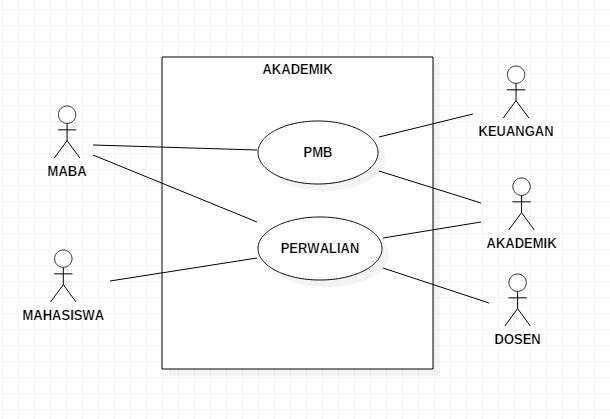 AKADEMIK
KEUANGAN
PMB
MABA
AKADEMIK
PERWALIAN
MAHASISWA
DOSEN